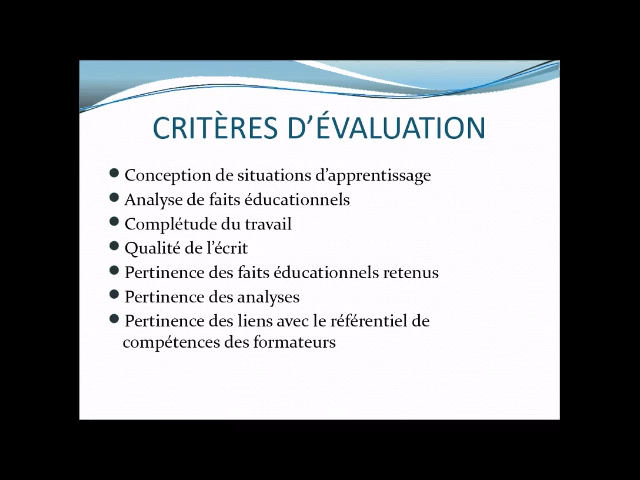 CRITÈRES D’ÉVALUATION
Conception de situations d’apprentissage
Analyse de faits éducationnels
Complétude du travail
Qualité de l’écrit
Pertinence des faits éducationnels retenus
Pertinence des analyses
Pertinence des liens avec le référentiel de
compétences des formateurs